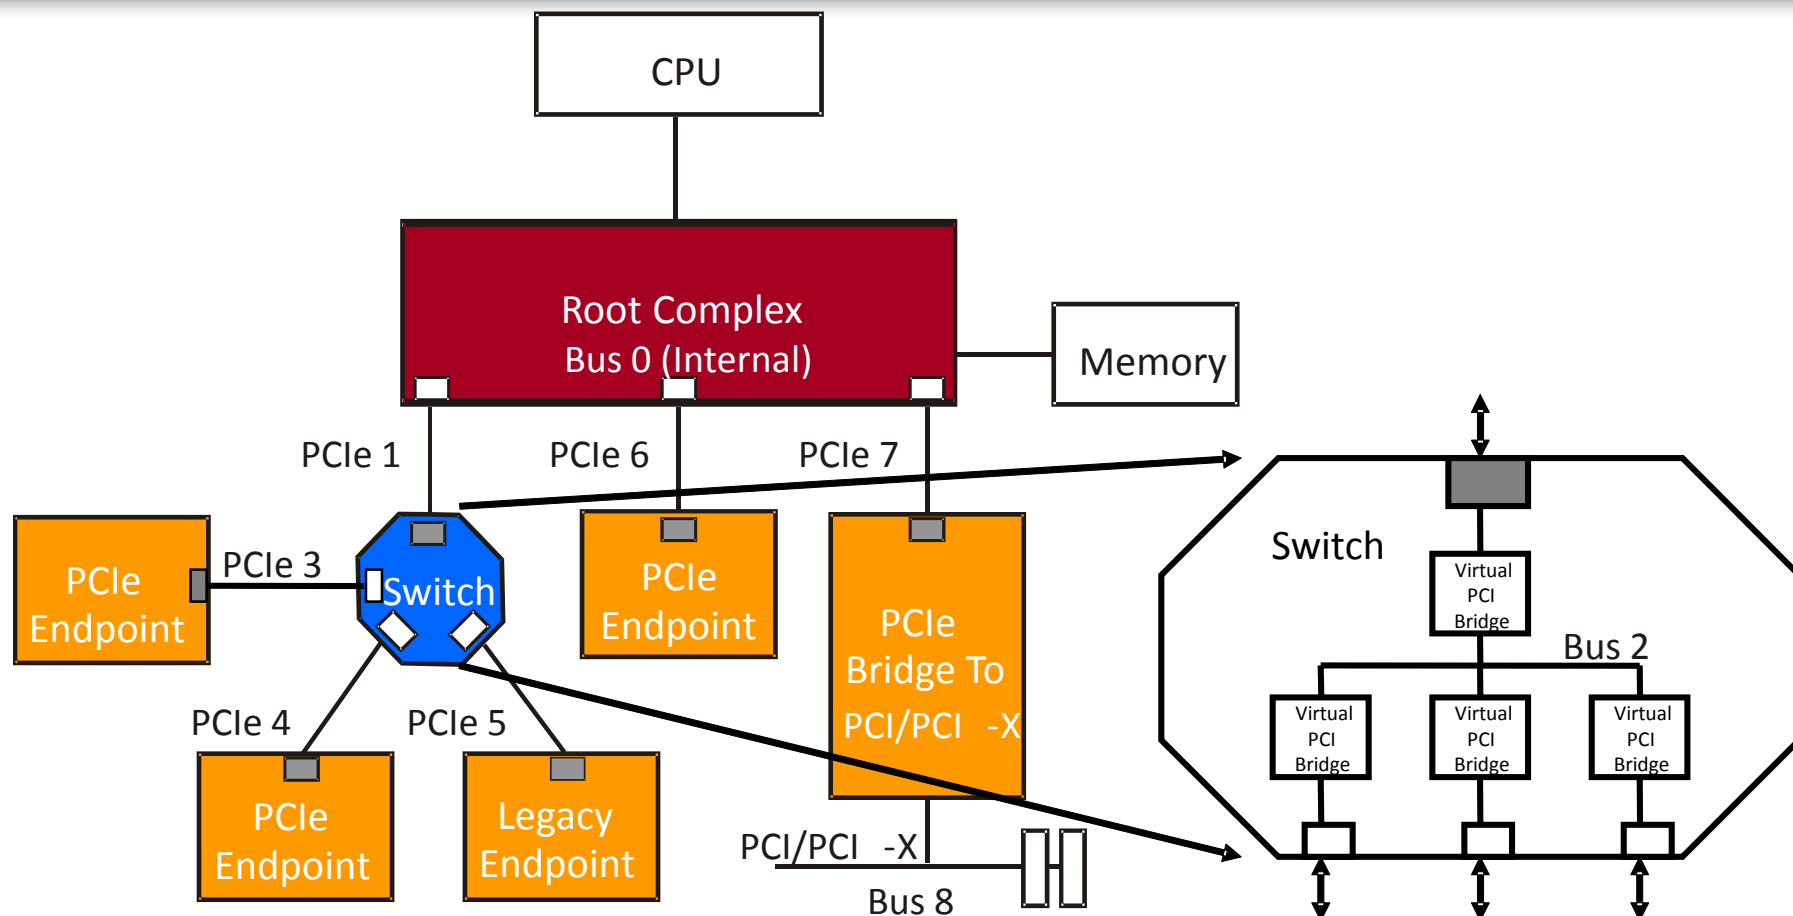 CPU
Root Complex
Bus 0 (Internal)
Memory
PCIe 1
PCIe 6
PCIe 7
PCIe
Endpoint
PCIe 3
Switch
PCIe
Endpoint
PCIe
Bridge To
PCI/PCI -X
PCIe 4
PCIe 5
PCIe
Endpoint
Legacy
Endpoint
PCI/PCI -X
Bus 8
Switch
Virtual
PCI
Bridge
Bus 2
Virtual
PCI
Bridge
Virtual
PCI
Bridge
Virtual
PCI
Bridge